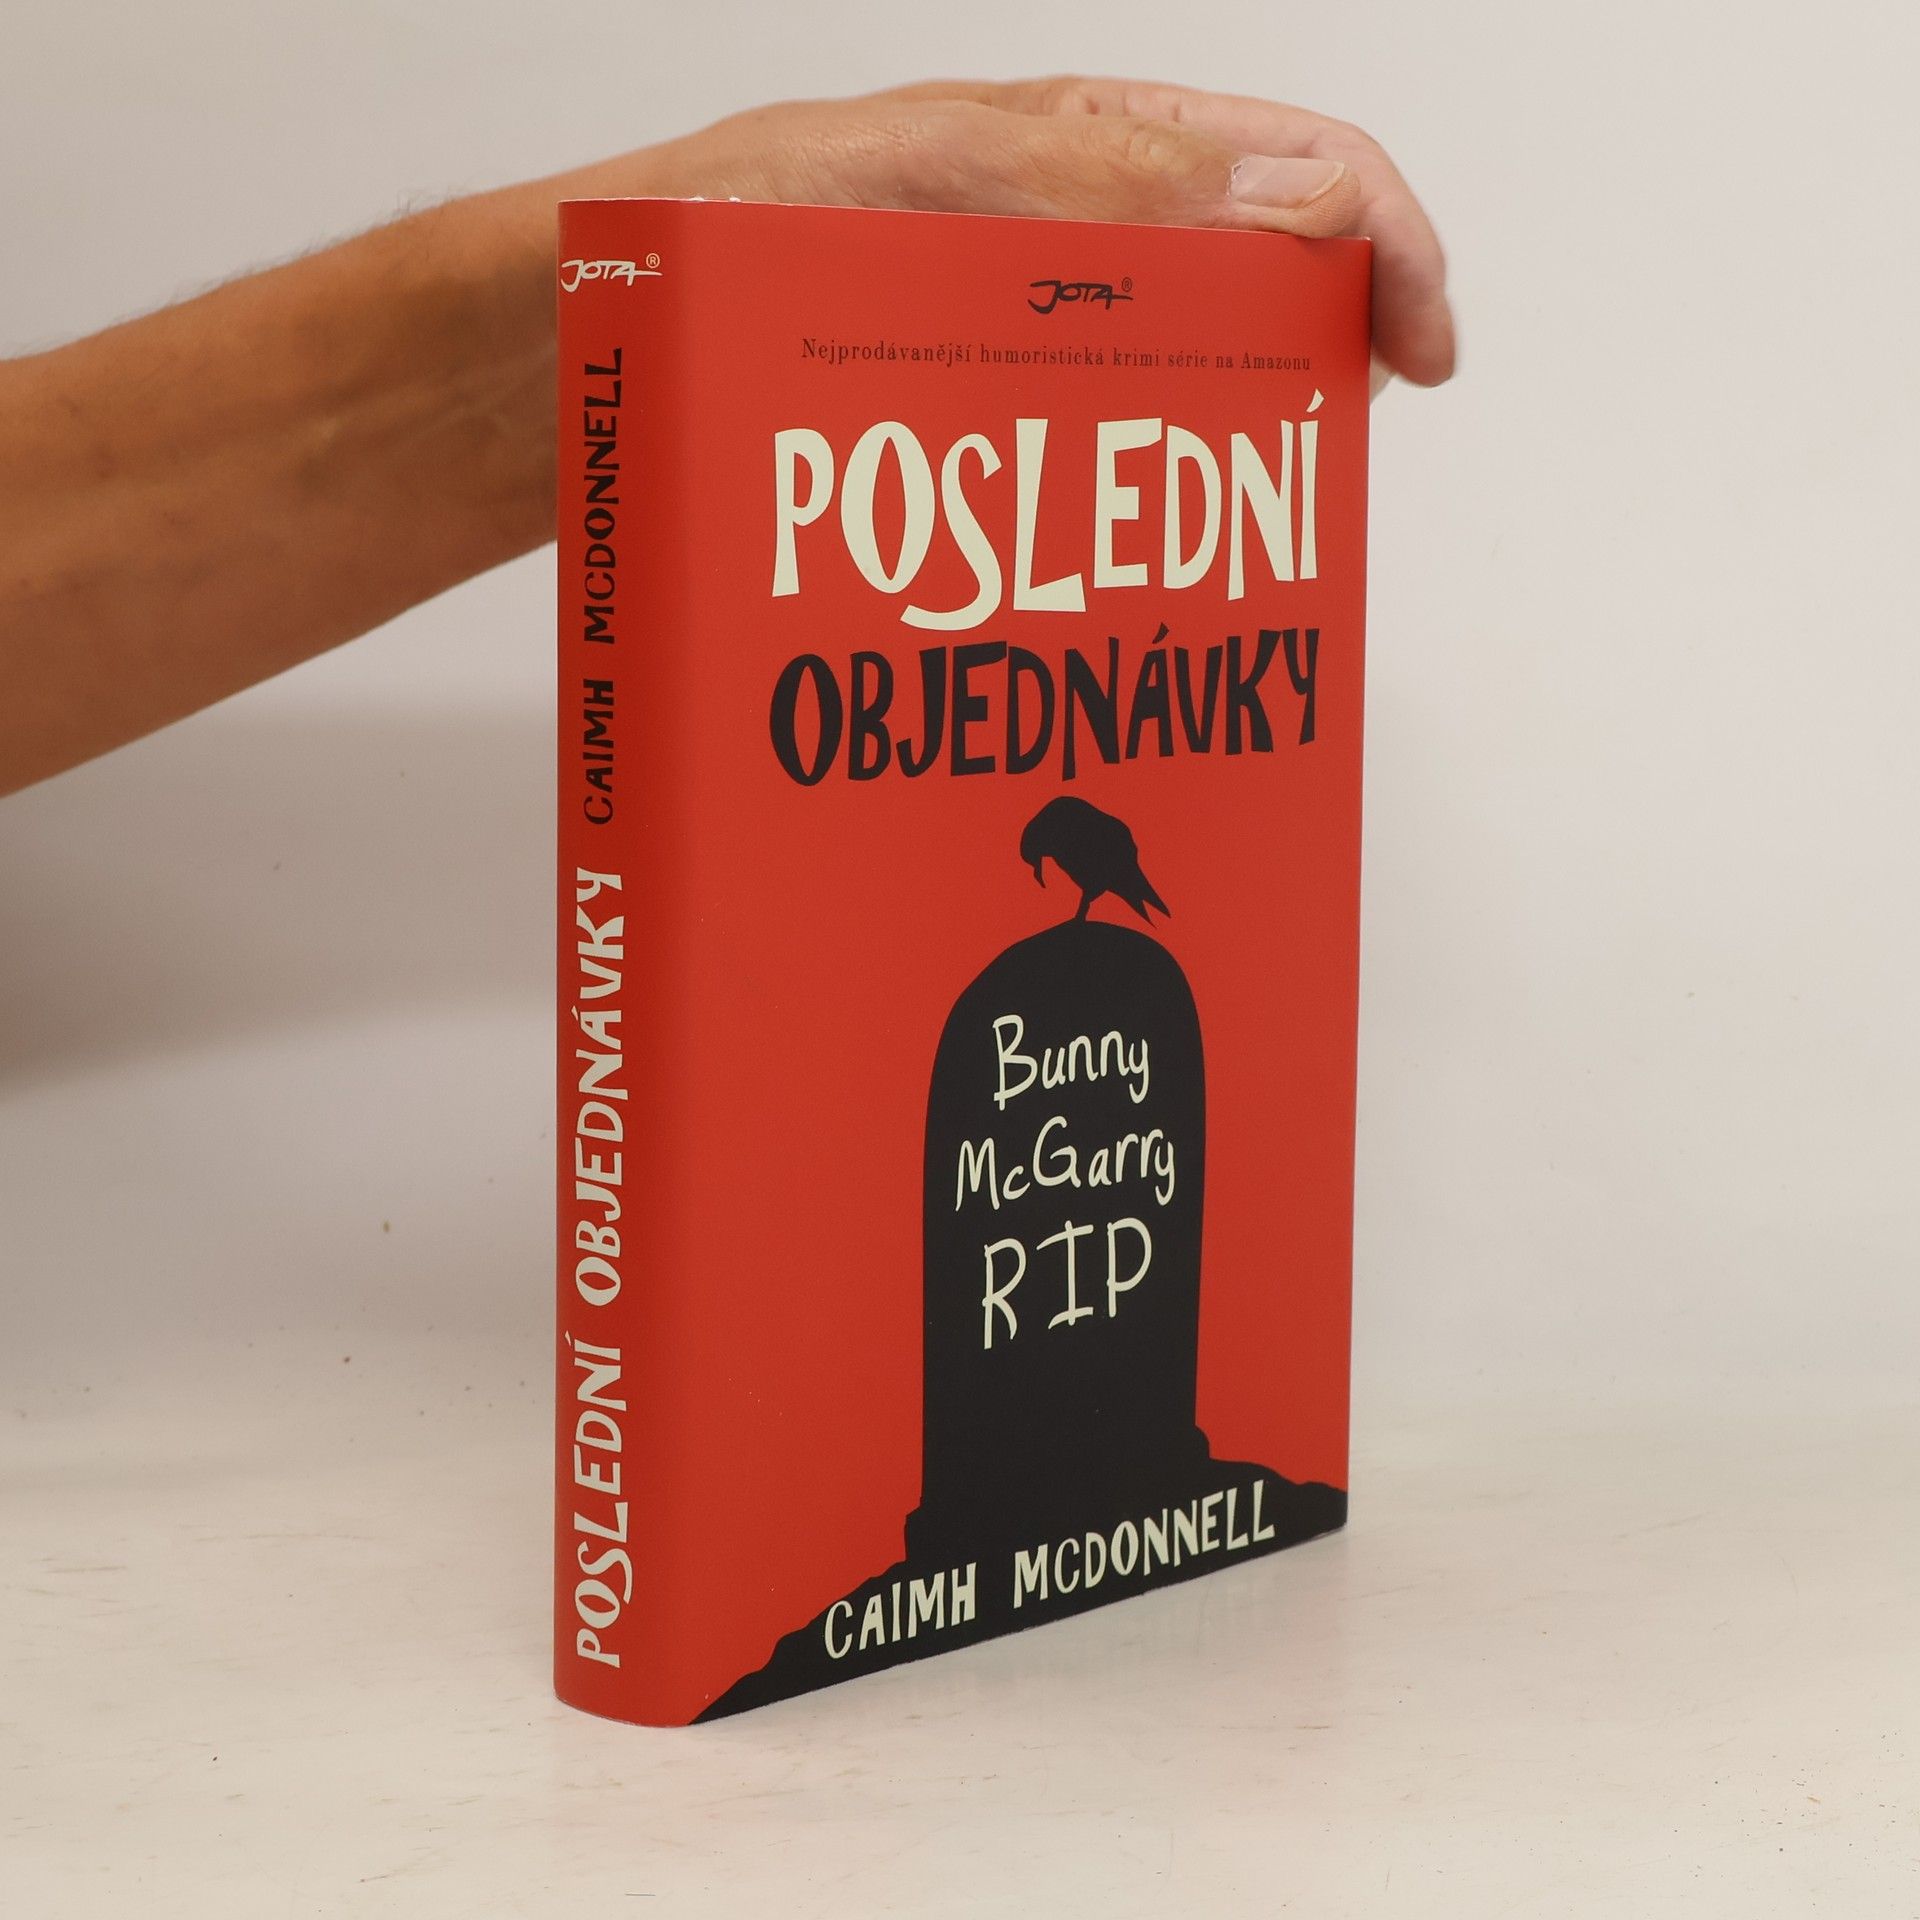 JOTA®
POSLEDNÍ OBJEDNÁVKY CAIMH MCDONNELL
JOTA®
Nejprodávanější humoristická krimi série na Amazonu
POSLEDNÍ
OBJEDNÁVKY
Bunny
McGarry
RIP
CAIMH MCDONNELL